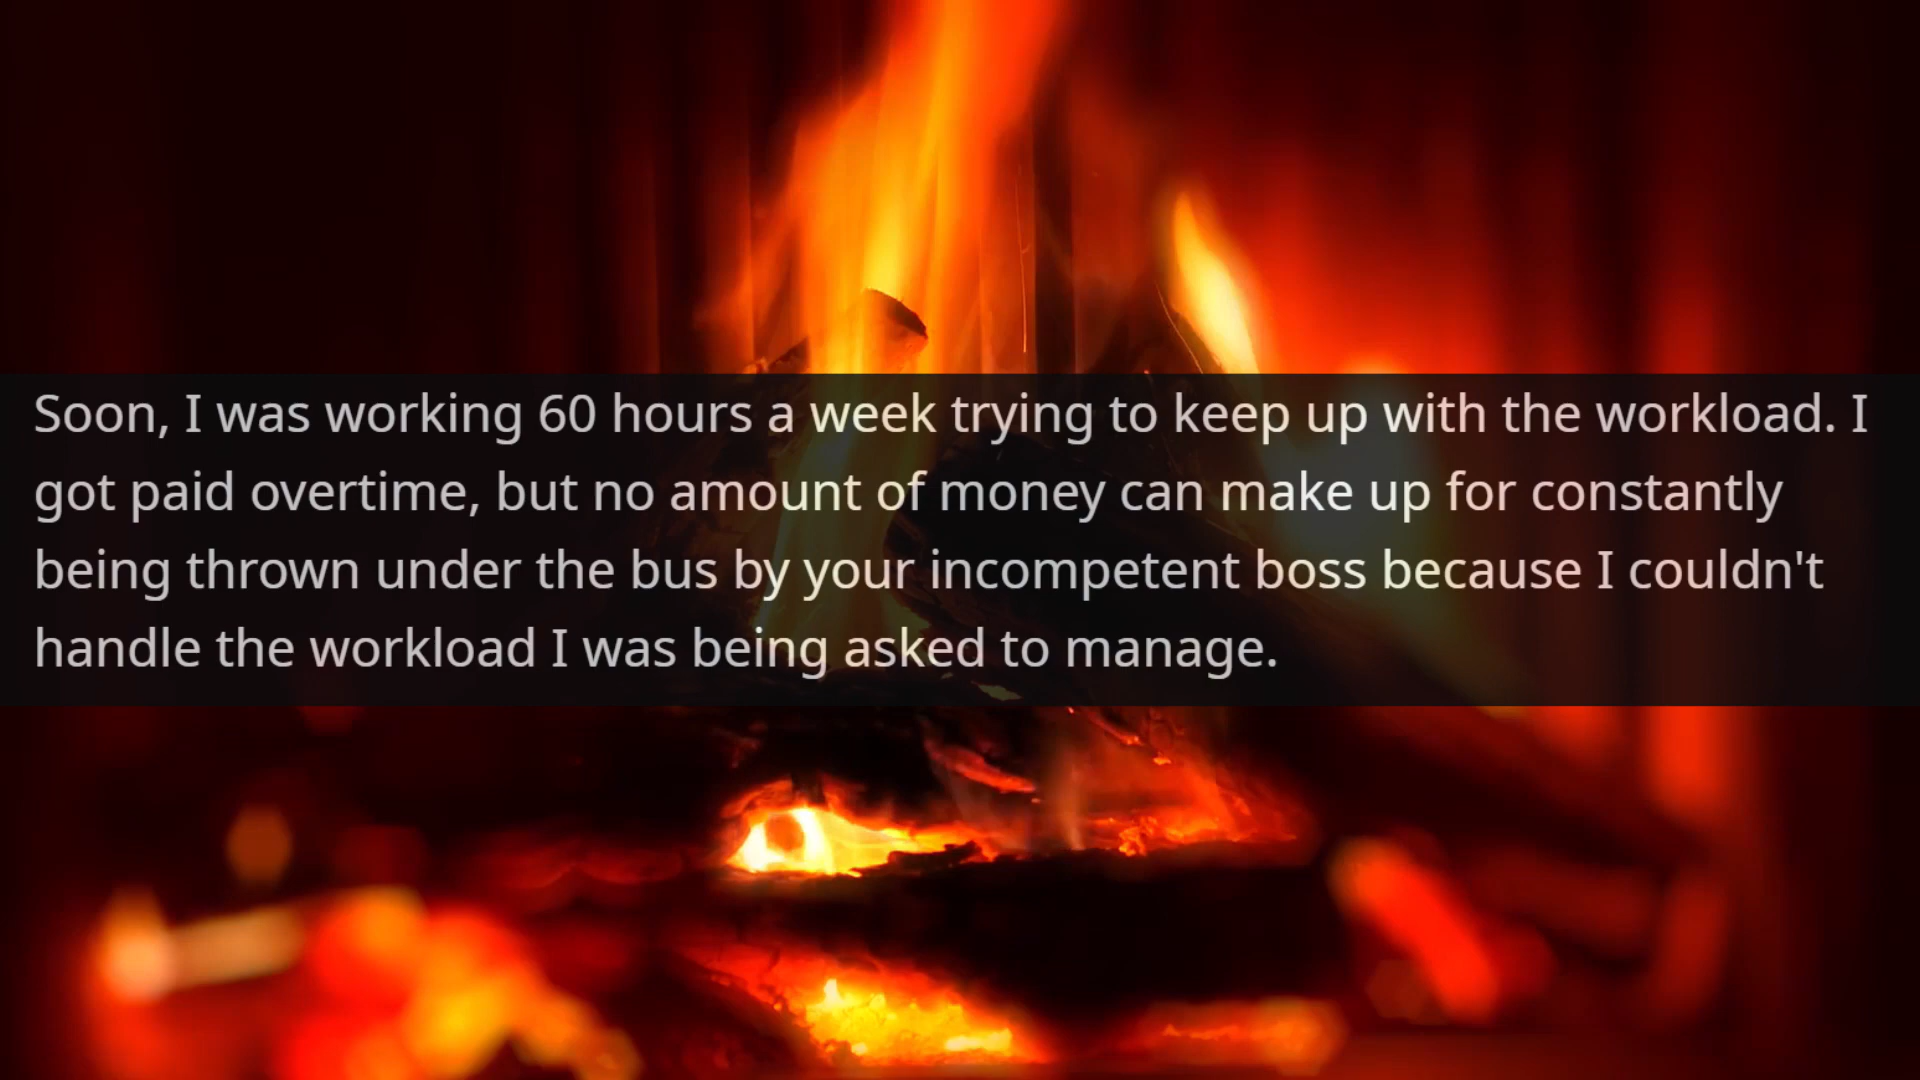 Soon, I was working 60 hours a week trying to keep up with the workload. I
got paid overtime, but no amount of money can make up for constantly
being thrown under the bus by your incompetent boss because I couldn't
handle the workload I was being asked to manage.